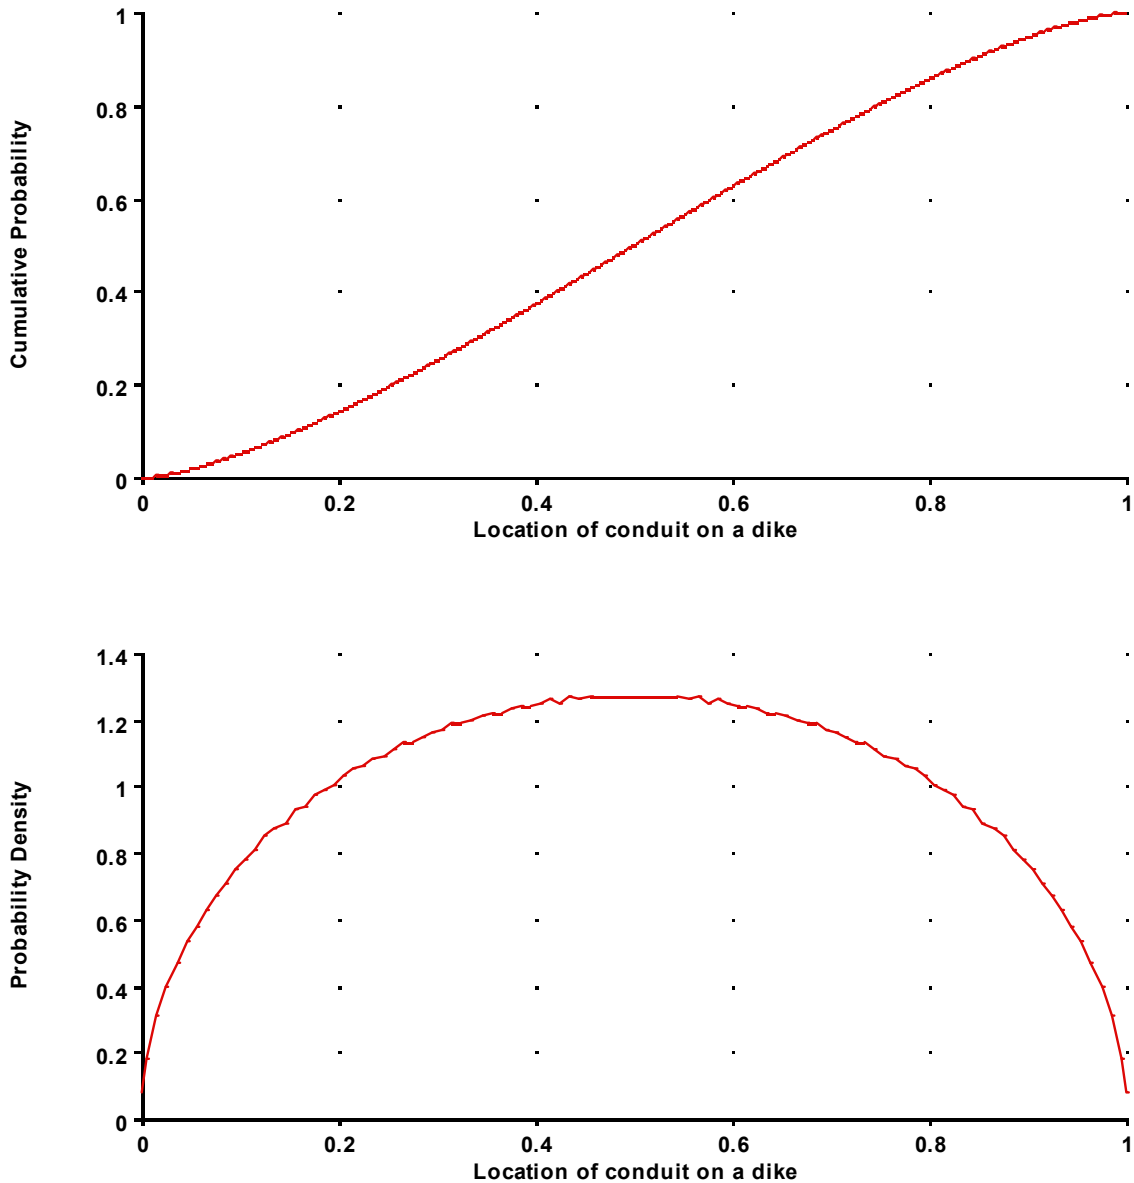 Cumulative Probability
1
0.8
0.6
0.4
0.2
0
0 0.2 0.4 0.6 0.8 1
Location of conduit on a dike
Probability Density
1.4
1.2
1
0.8
0.6
0.4
0.2
0
0 0.2 0.4 0.6 0.8 1
Location of conduit on a dike